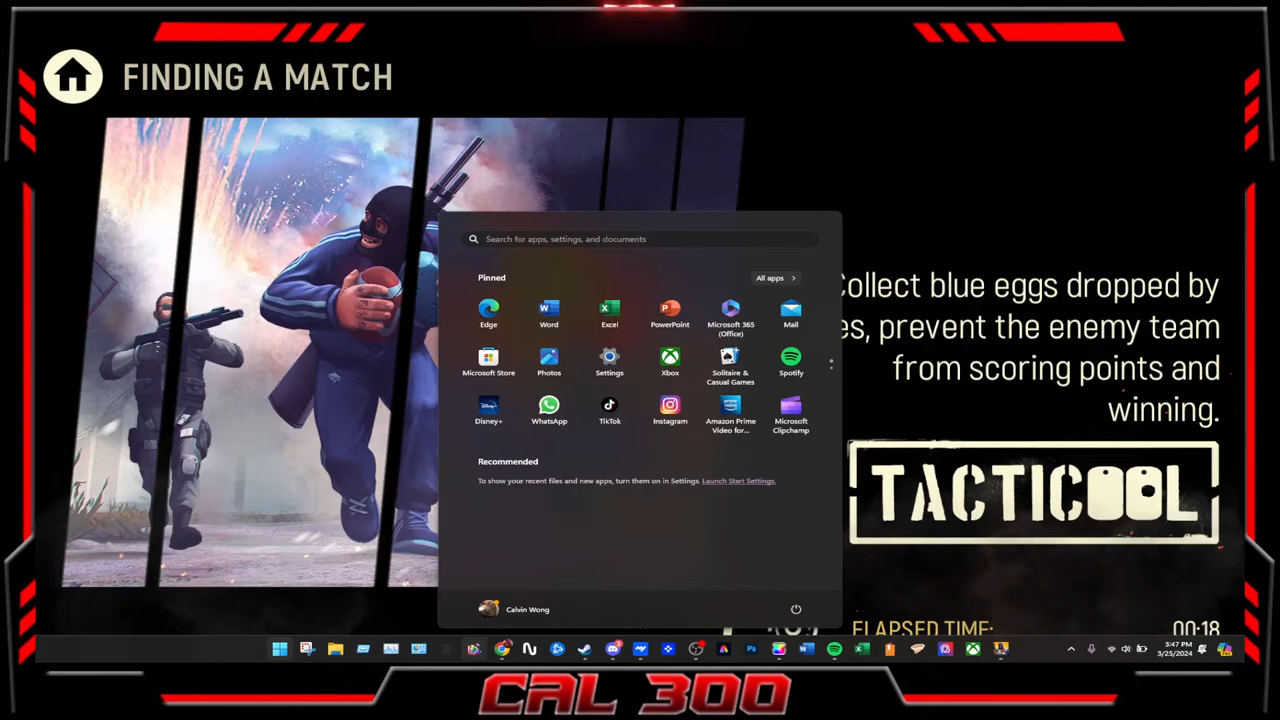 FINDING A MATCH
Search for apps, settings, and documents
Pinned
All apps
Edge
Word
Excel
PowerPoint
Microsoft 365
(Office)
Mail
Microsoft Store
Photos
Settings
Xbox
Solitaire &
Casual Games
Spotify
Disney+
WhatsApp
TikTok
Instagram
Amazon Prime
Video for...
Microsoft
Clipchamp
Recommended
To show your recent files and new apps, turn them on in Settings. Launch Start Settings.
Calvin Wong
Collect blue eggs dropped by
prevent the enemy team
from scoring points and
winning.
TACTICOOL
ELAPSED TIME:
00:18
3:47 PM
3/25/2024
CAL 300